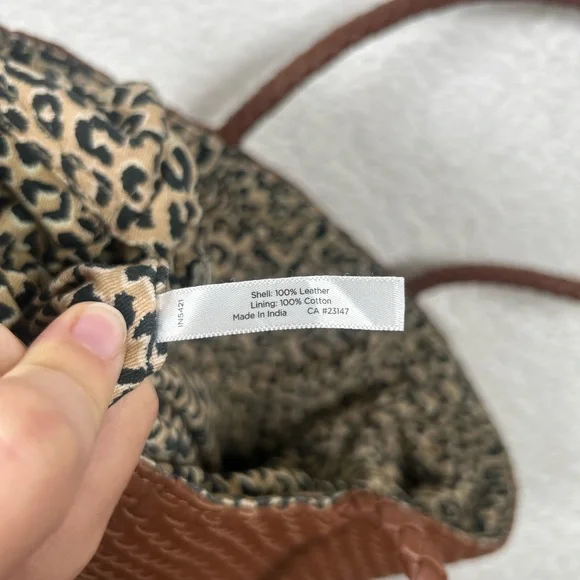 Shell: 100% Leather
Lining: 100% Cotton
Made In India CA #23147
IN5421